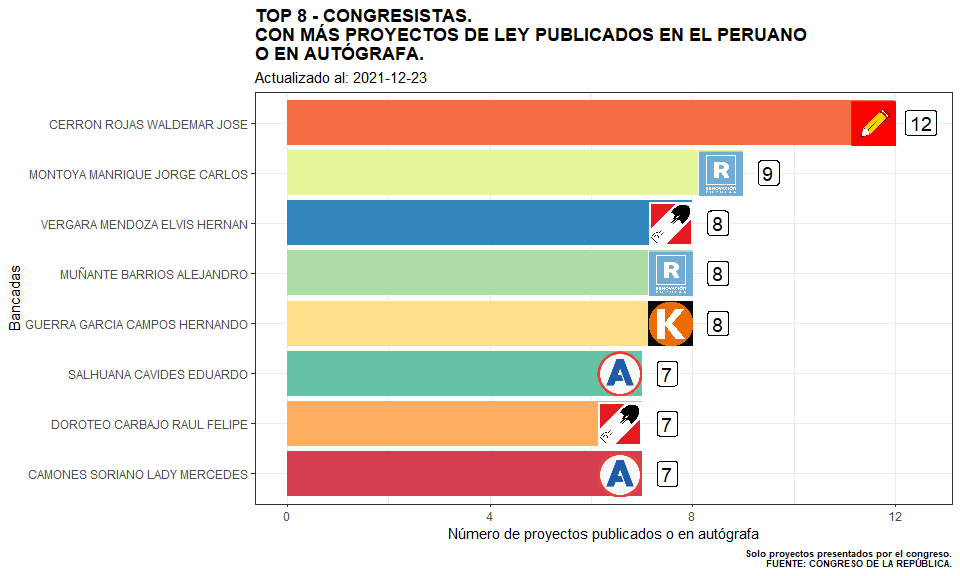 TOP 8 - CONGRESISTAS.
CON MÁS PROYECTOS DE LEY PUBLICADOS EN EL PERUANO
O EN AUTÓGRAFA.
Actualizado al: 2021-12-23
Bancadas
CERRON ROJAS WALDEMAR JOSE
12
MONTOYA MANRIQUE JORGE CARLOS
R
RENOVACIÓN
POPULAR
9
VERGARA MENDOZA ELVIS HERNAN
8
MUÑANTE BARRIOS ALEJANDRO
R
RENOVACIÓN
POPULAR
8
GUERRA GARCIA CAMPOS HERNANDO
K
8
SALHUANA CAVIDES EDUARDO
A
7
DOROTEO CARBAJO RAUL FELIPE
7
CAMONES SORIANO LADY MERCEDES
A
7
0 4 8 12
Número de proyectos publicados o en autógrafa
Solo proyectos presentados por el congreso.
FUENTE: CONGRESO DE LA REPÚBLICA.